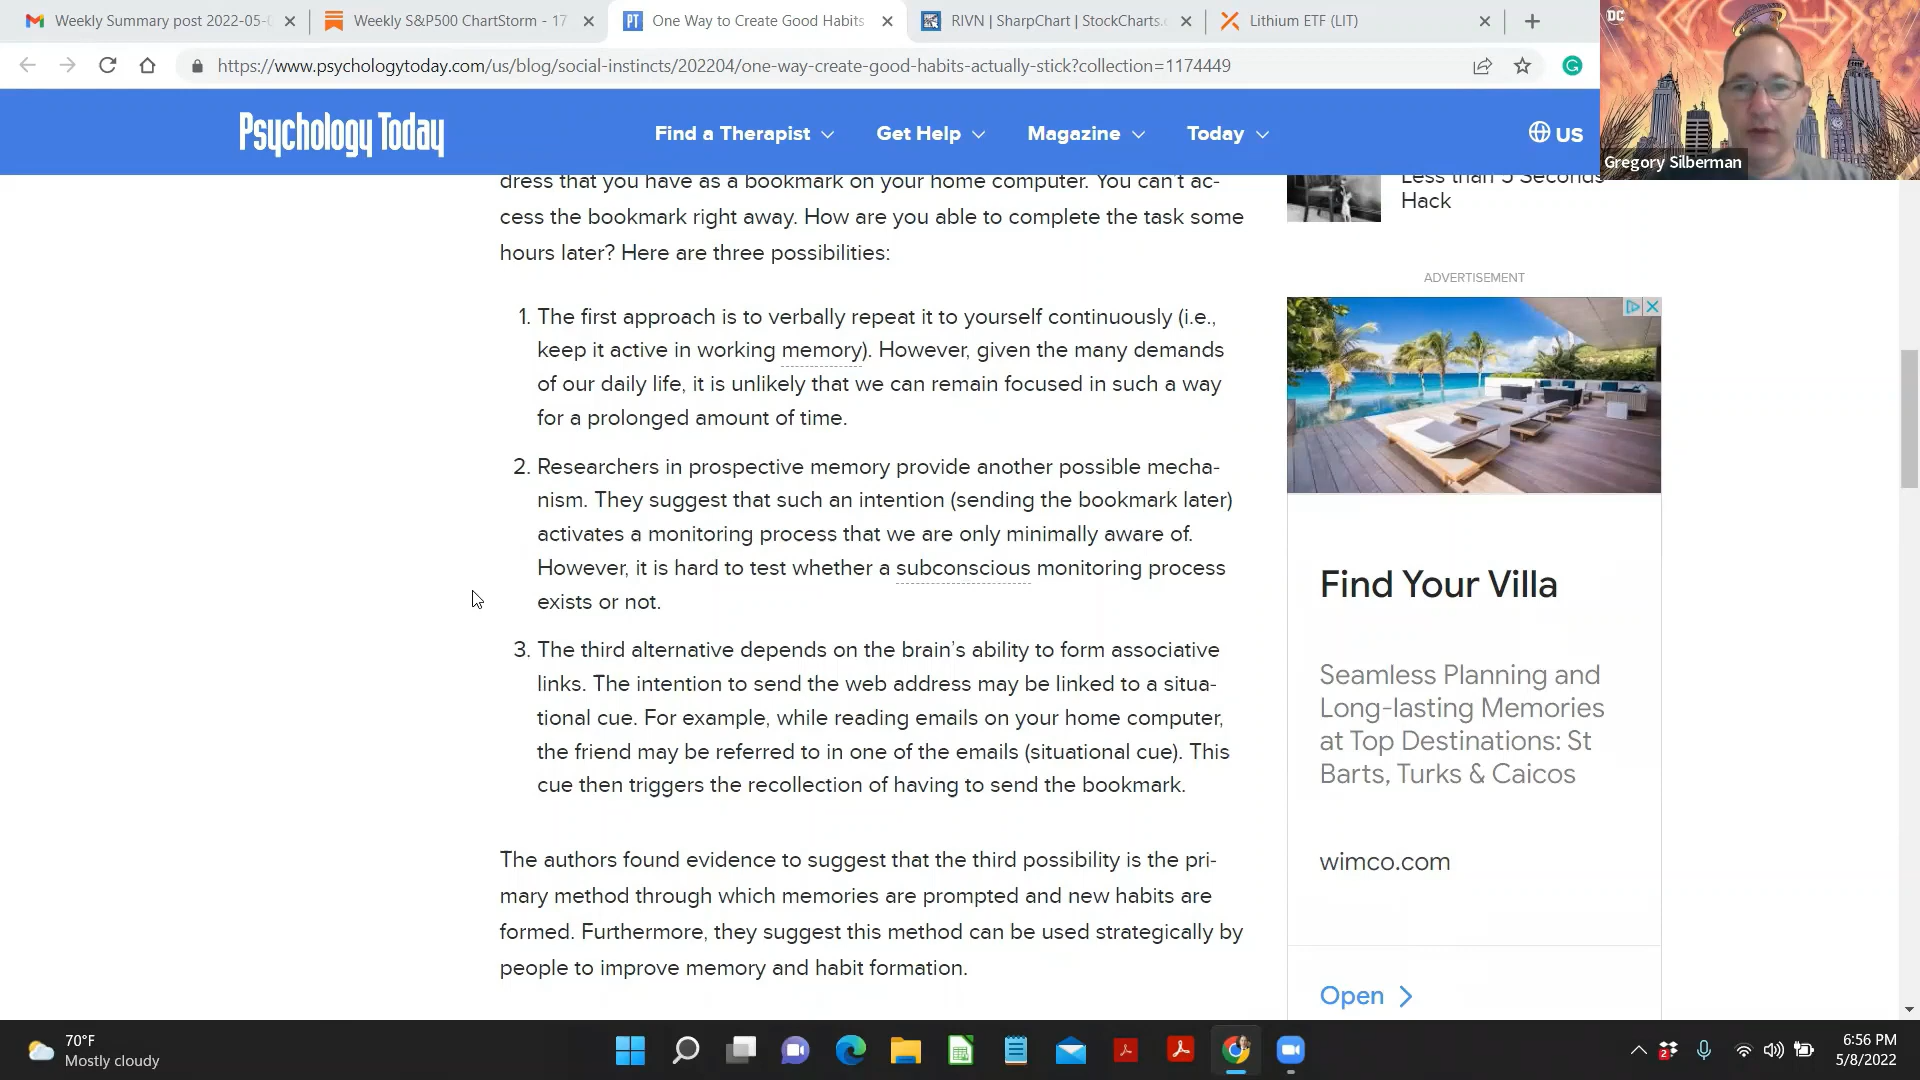 Weekly Summary post 2022-05-0
Weekly S&P500 ChartStorm - 17
One Way to Create Good Habits
RIVN | SharpChart | StockCharts.c
Lithium ETF (LIT)
https://www.psychologytoday.com/us/blog/social-instincts/202204/one-way-create-good-habits-actually-stick?collection=1174449
DC
Gregory Silberman
Psychology Today
Find a Therapist
Get Help
Magazine
Today
US
dress that you have as a bookmark on your home computer. You can't ac-
cess the bookmark right away. How are you able to complete the task some
hours later? Here are three possibilities:
1. The first approach is to verbally repeat it to yourself continuously (i.e.,
keep it active in working memory). However, given the many demands
of our daily life, it is unlikely that we can remain focused in such a way
for a prolonged amount of time.
2. Researchers in prospective memory provide another possible mecha-
nism. They suggest that such an intention (sending the bookmark later)
activates a monitoring process that we are only minimally aware of.
However, it is hard to test whether a subconscious monitoring process
exists or not.
3. The third alternative depends on the brain's ability to form associative
links. The intention to send the web address may be linked to a situa-
tional cue. For example, while reading emails on your home computer,
the friend may be referred to in one of the emails (situational cue). This
cue then triggers the recollection of having to send the bookmark.
The authors found evidence to suggest that the third possibility is the pri-
mary method through which memories are prompted and new habits are
formed. Furthermore, they suggest this method can be used strategically by
people to improve memory and habit formation.
Less than 5 Seconds
Hack
ADVERTISEMENT
Find Your Villa
Seamless Planning and
Long-lasting Memories
at Top Destinations: St
Barts, Turks & Caicos
wimco.com
Open
70°F
Mostly cloudy
2
6:56 PM
5/8/2022